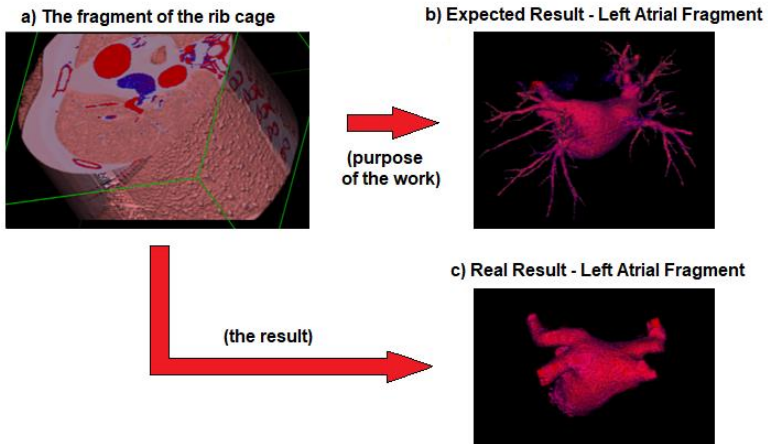 a) The fragment of the rib cage
b) Expected Result - Left Atrial Fragment
(purpose
of the work)
c) Real Result - Left Atrial Fragment
(the result)